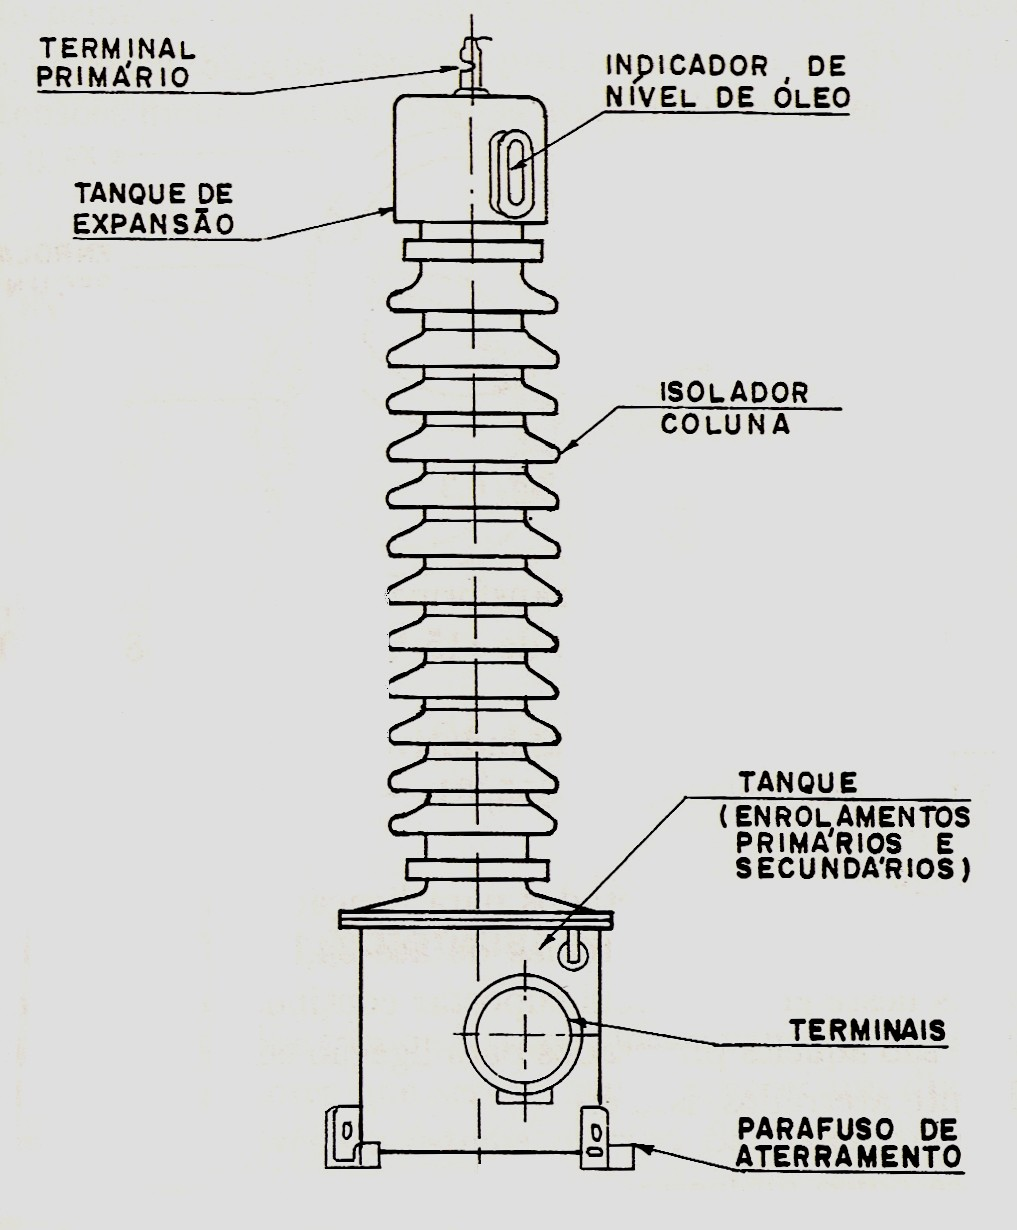 TERMINAL
PRIMÁRIO
INDICADOR DE
NÍVEL DE ÓLEO
TANQUE DE
EXPANSÃO
ISOLADOR
COLUNA
TANQUE
(ENROLAMENTOS
PRIMÁRIOS E
SECUNDÁRIOS)
TERMINAIS
PARAFUSO DE
ATERRAMENTO